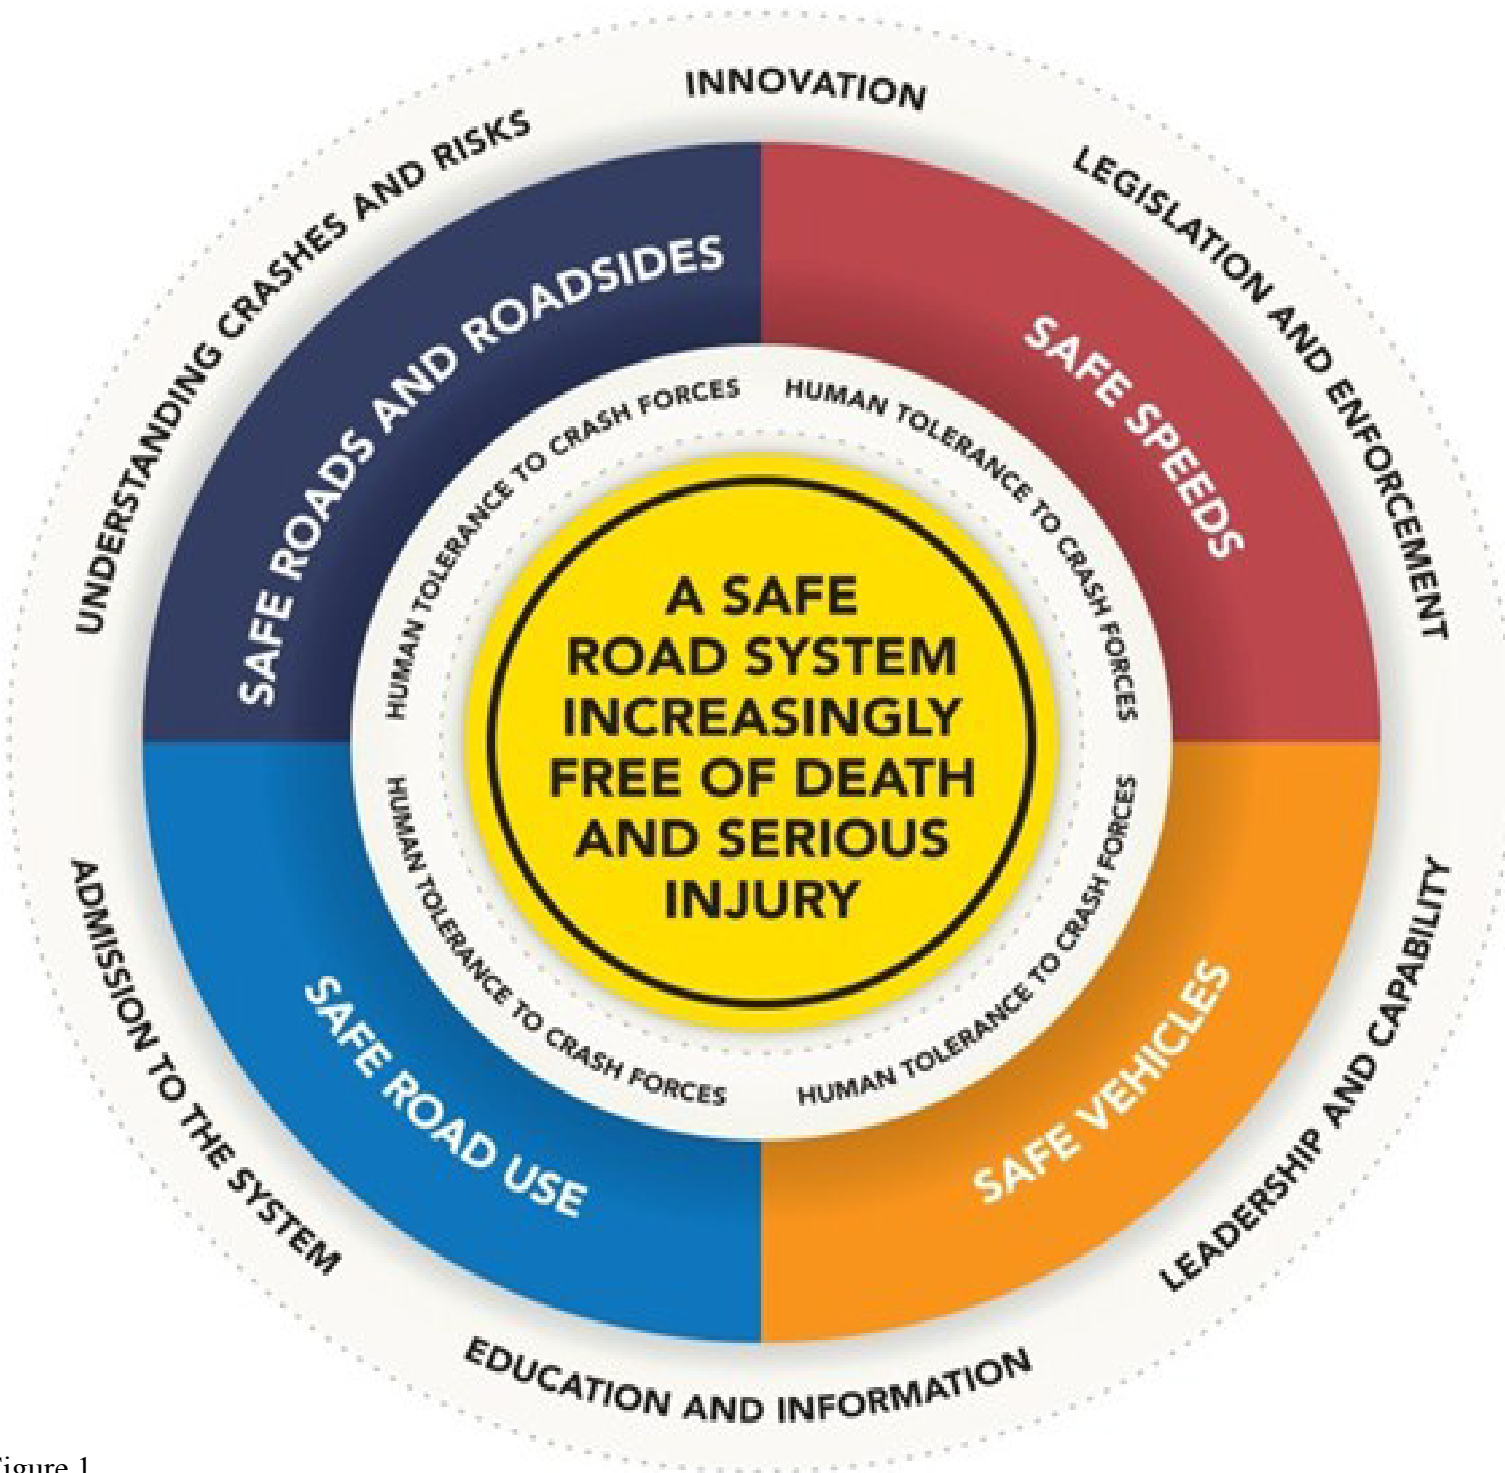 INNOVATION
LEGISLATION AND ENFORCEMENT
LEADERSHIP AND CAPABILITY
EDUCATION AND INFORMATION
ADMISSION TO THE SYSTEM
UNDERSTANDING CRASHES AND RISKS
SAFE ROADS AND ROADSIDES
SAFE SPEEDS
SAFE VEHICLES
SAFE ROAD USE
HUMAN TOLERANCE TO CRASH FORCES
HUMAN TOLERANCE TO CRASH FORCES
HUMAN TOLERANCE TO CRASH FORCES
HUMAN TOLERANCE TO CRASH FORCES
A SAFE
ROAD SYSTEM
INCREASINGLY
FREE OF DEATH
AND SERIOUS
INJURY
Figure 1